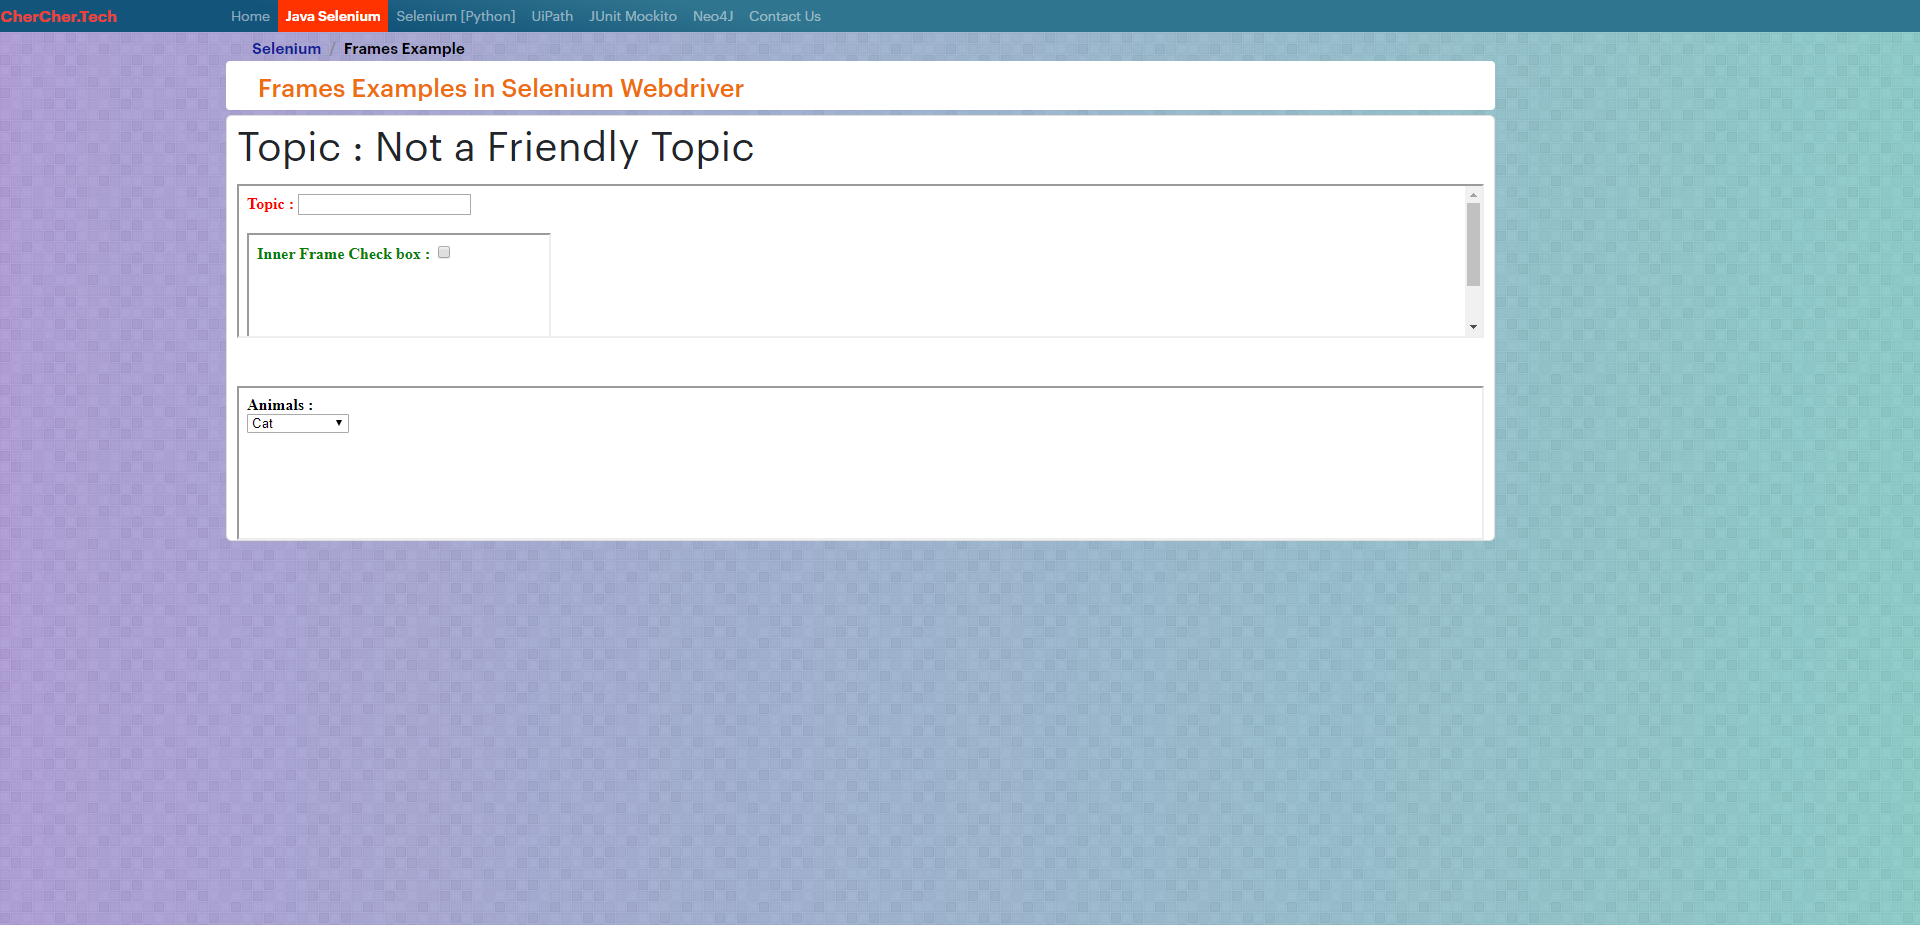 CherCher.Tech Home Java Selenium Selenium [Python] UiPath JUnit Mockito Neo4J Contact Us
Selenium / Frames Example
Frames Examples in Selenium Webdriver
Topic : Not a Friendly Topic
Topic :
Inner Frame Check box :
Animals :
Cat